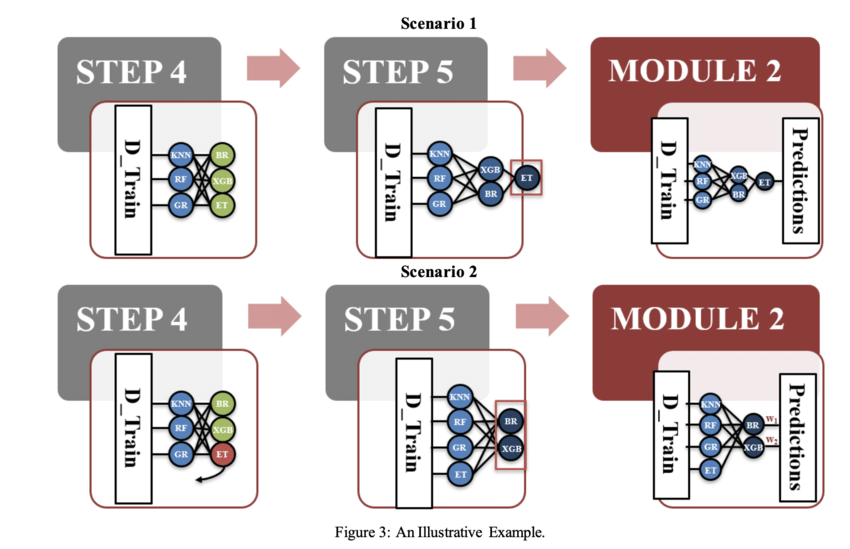 Scenario 1
STEP 4
STEP 5
MODULE 2
D_Train
KNN
RF
GR
BR
XGB
ET
D_Train
KNN
RF
GR
XGB
BR
ET
D_Train
KNN
RF
GR
XGB
BR
ET
Predictions
Scenario 2
STEP 4
STEP 5
MODULE 2
D_Train
KNN
RF
GR
BR
XGB
ET
D_Train
KNN
RF
GR
ET
BR
XGB
D_Train
KNN
RF
GR
ET
BR
XGB
W₁
W₂
Predictions
Figure 3: An Illustrative Example.